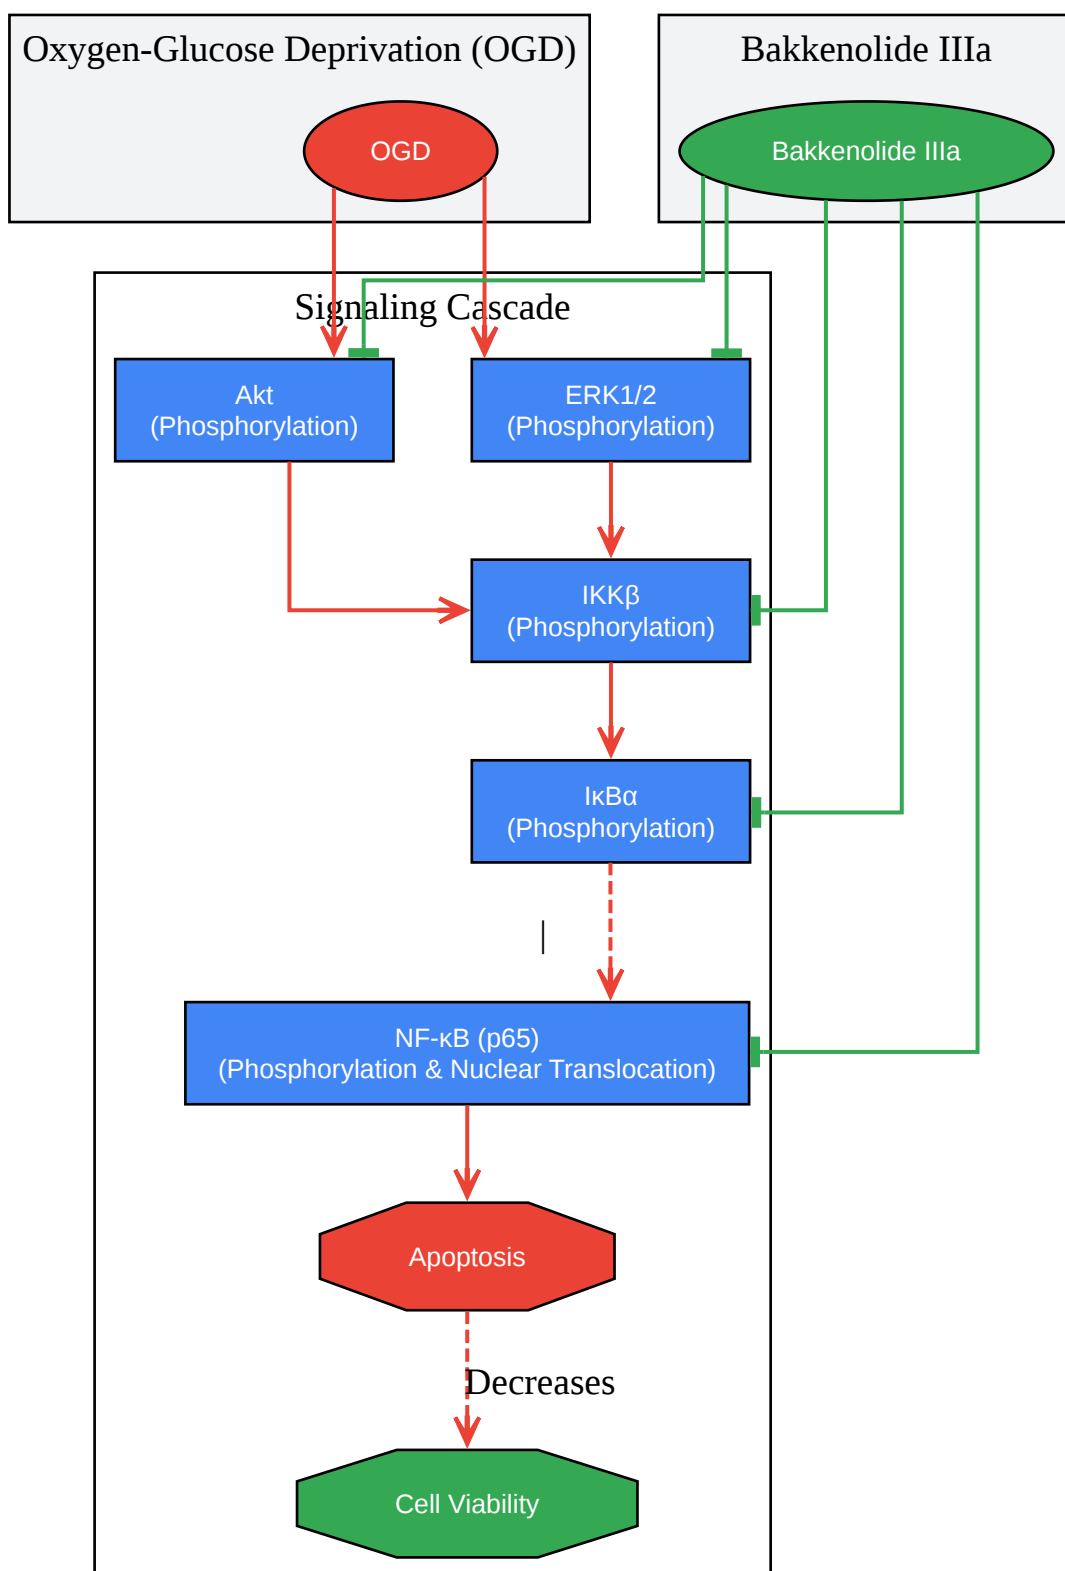 Oxygen-Glucose Deprivation (OGD)
Bakkenolide IIIa
OGD
Bakkenolide IIIa
Signaling Cascade
Akt
(Phosphorylation)
ERK1/2
(Phosphorylation)
IKKβ
(Phosphorylation)
IκBα
(Phosphorylation)
|
NF-κB (p65)
(Phosphorylation & Nuclear Translocation)
Apoptosis
Decreases
Cell Viability